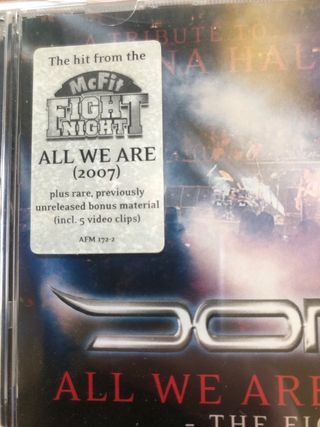 A TRIBUTE TO
NA HAL
The hit from the
McFit
FIGHT
NIGHT
ALL WE ARE
(2007)
plus rare, previously
unreleased bonus material
(incl. 5 video clips)
AFM 172-2
DOR
ALL WE ARE
- THE FI